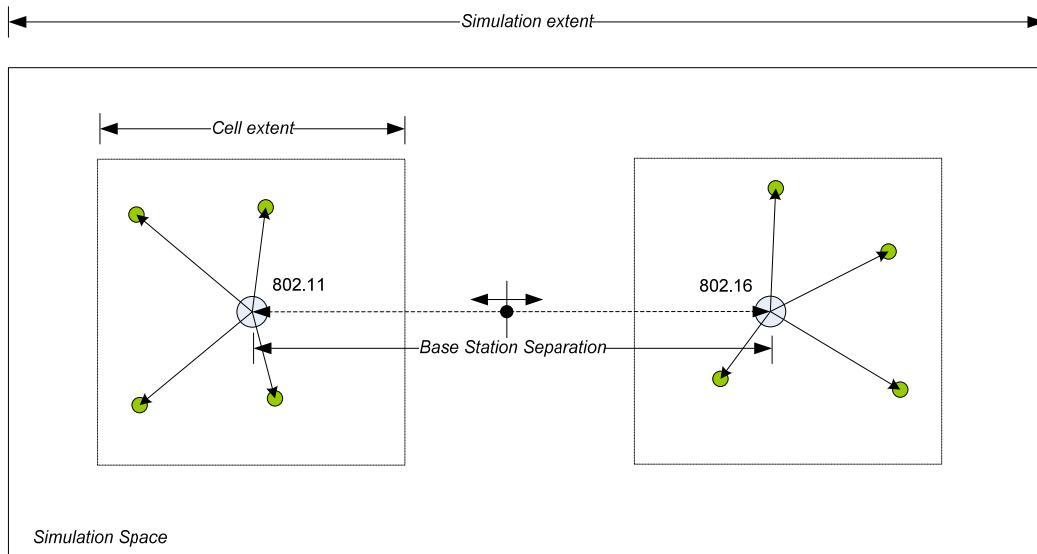 Simulation extent
Cell extent
802.11
802.16
Base Station Separation
Simulation Space